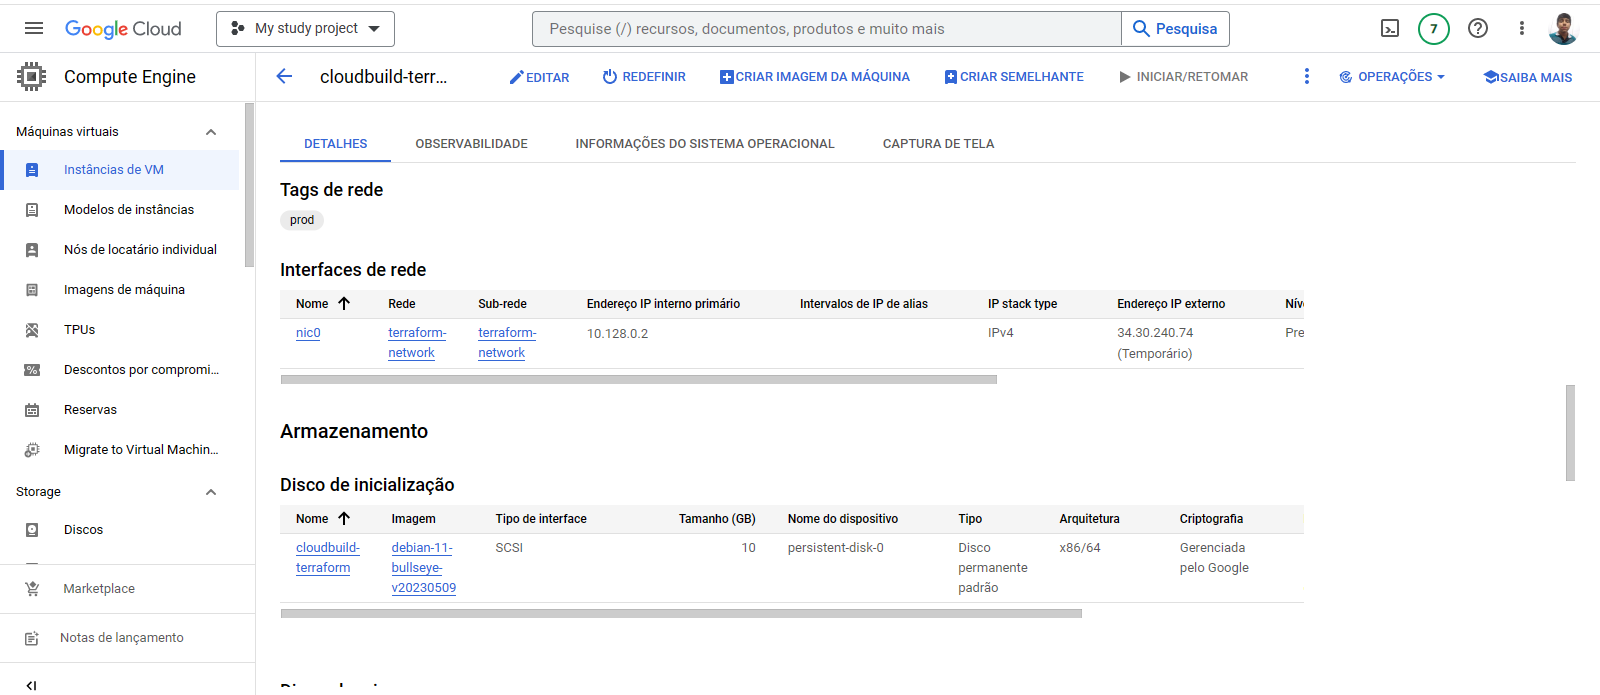 Google Cloud
My study project
Pesquise (/) recursos, documentos, produtos e muito mais
Pesquisa
7
Compute Engine
cloudbuild-terr...
EDITAR
REDEFINIR
CRIAR IMAGEM DA MÁQUINA
CRIAR SEMELHANTE
INICIAR/RETOMAR
OPERAÇÕES
SAIBA MAIS
Máquinas virtuais
Instâncias de VM
Modelos de instâncias
Nós de locatário individual
Imagens de máquina
TPUs
Descontos por compromi...
Reservas
Migrate to Virtual Machin...
Storage
Discos
Marketplace
Notas de lançamento
DETALHES
OBSERVABILIDADE
INFORMAÇÕES DO SISTEMA OPERACIONAL
CAPTURA DE TELA
Tags de rede
prod
Interfaces de rede
Nome Rede Sub-rede Endereço IP interno primário Intervalos de IP de alias IP stack type Endereço IP externo Nív
nic0 terraform- terraform- 10.128.0.2 IPv4 34.30.240.74 Pre
network network (Temporário)
Armazenamento
Disco de inicialização
Nome Imagem Tipo de interface Tamanho (GB) Nome do dispositivo Tipo Arquitetura Criptografia
cloudbuild- debian-11- SCSI 10 persistent-disk-0 Disco x86/64 Gerenciada
terraform bullseye- permanente pelo Google
v20230509 padrão